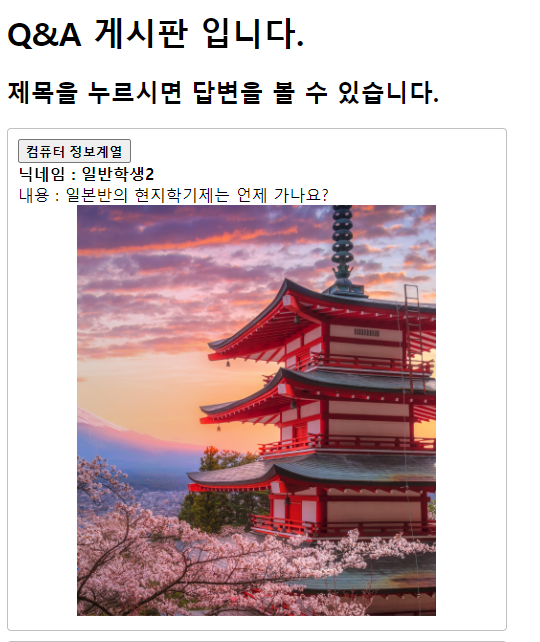 Q&A 게시판 입니다.
제목을 누르시면 답변을 볼 수 있습니다.
컴퓨터 정보계열
닉네임 : 일반학생2
내용 : 일본반의 현지학기제는 언제 가나요?